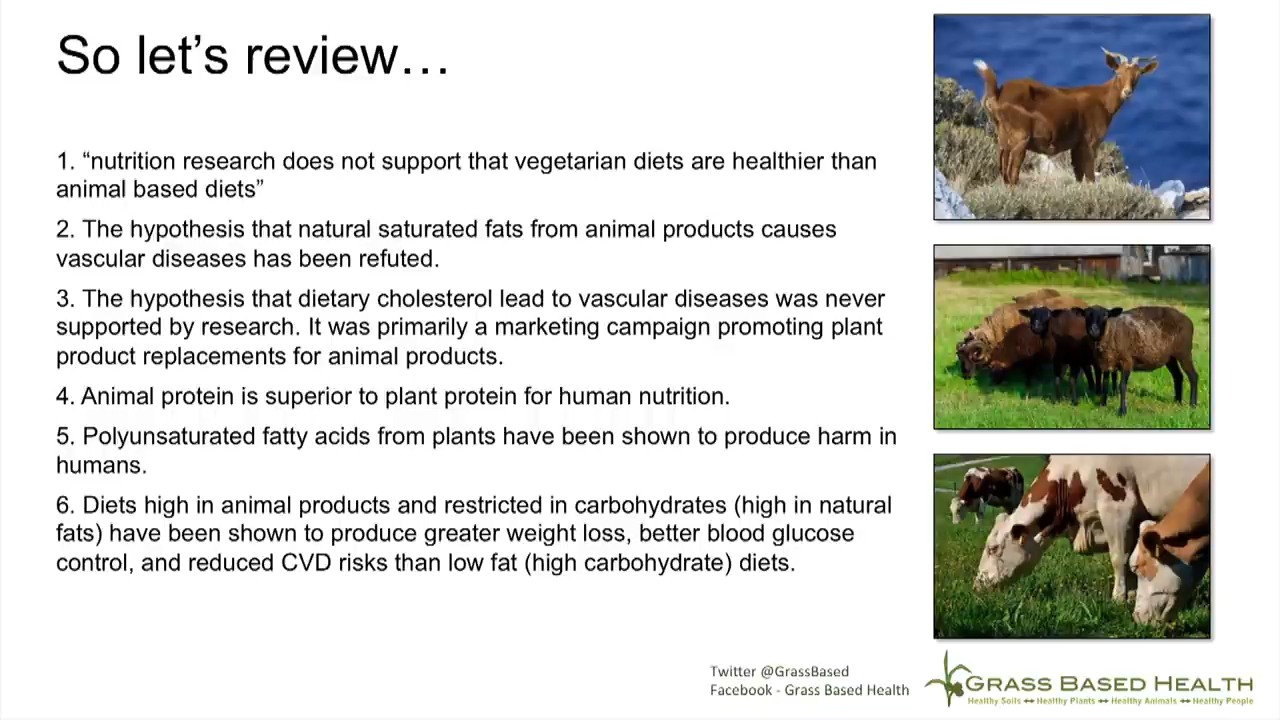 So let’s review…
1. “nutrition research does not support that vegetarian diets are healthier than
animal based diets”
2. The hypothesis that natural saturated fats from animal products causes
vascular diseases has been refuted.
3. The hypothesis that dietary cholesterol lead to vascular diseases was never
supported by research. It was primarily a marketing campaign promoting plant
product replacements for animal products.
4. Animal protein is superior to plant protein for human nutrition.
5. Polyunsaturated fatty acids from plants have been shown to produce harm in
humans.
6. Diets high in animal products and restricted in carbohydrates (high in natural
fats) have been shown to produce greater weight loss, better blood glucose
control, and reduced CVD risks than low fat (high carbohydrate) diets.
Twitter @GrassBased
Facebook - Grass Based Health
GRASS BASED HEALTH
Healthy Soils ↔ Healthy Plants ↔ Healthy Animals ↔ Healthy People